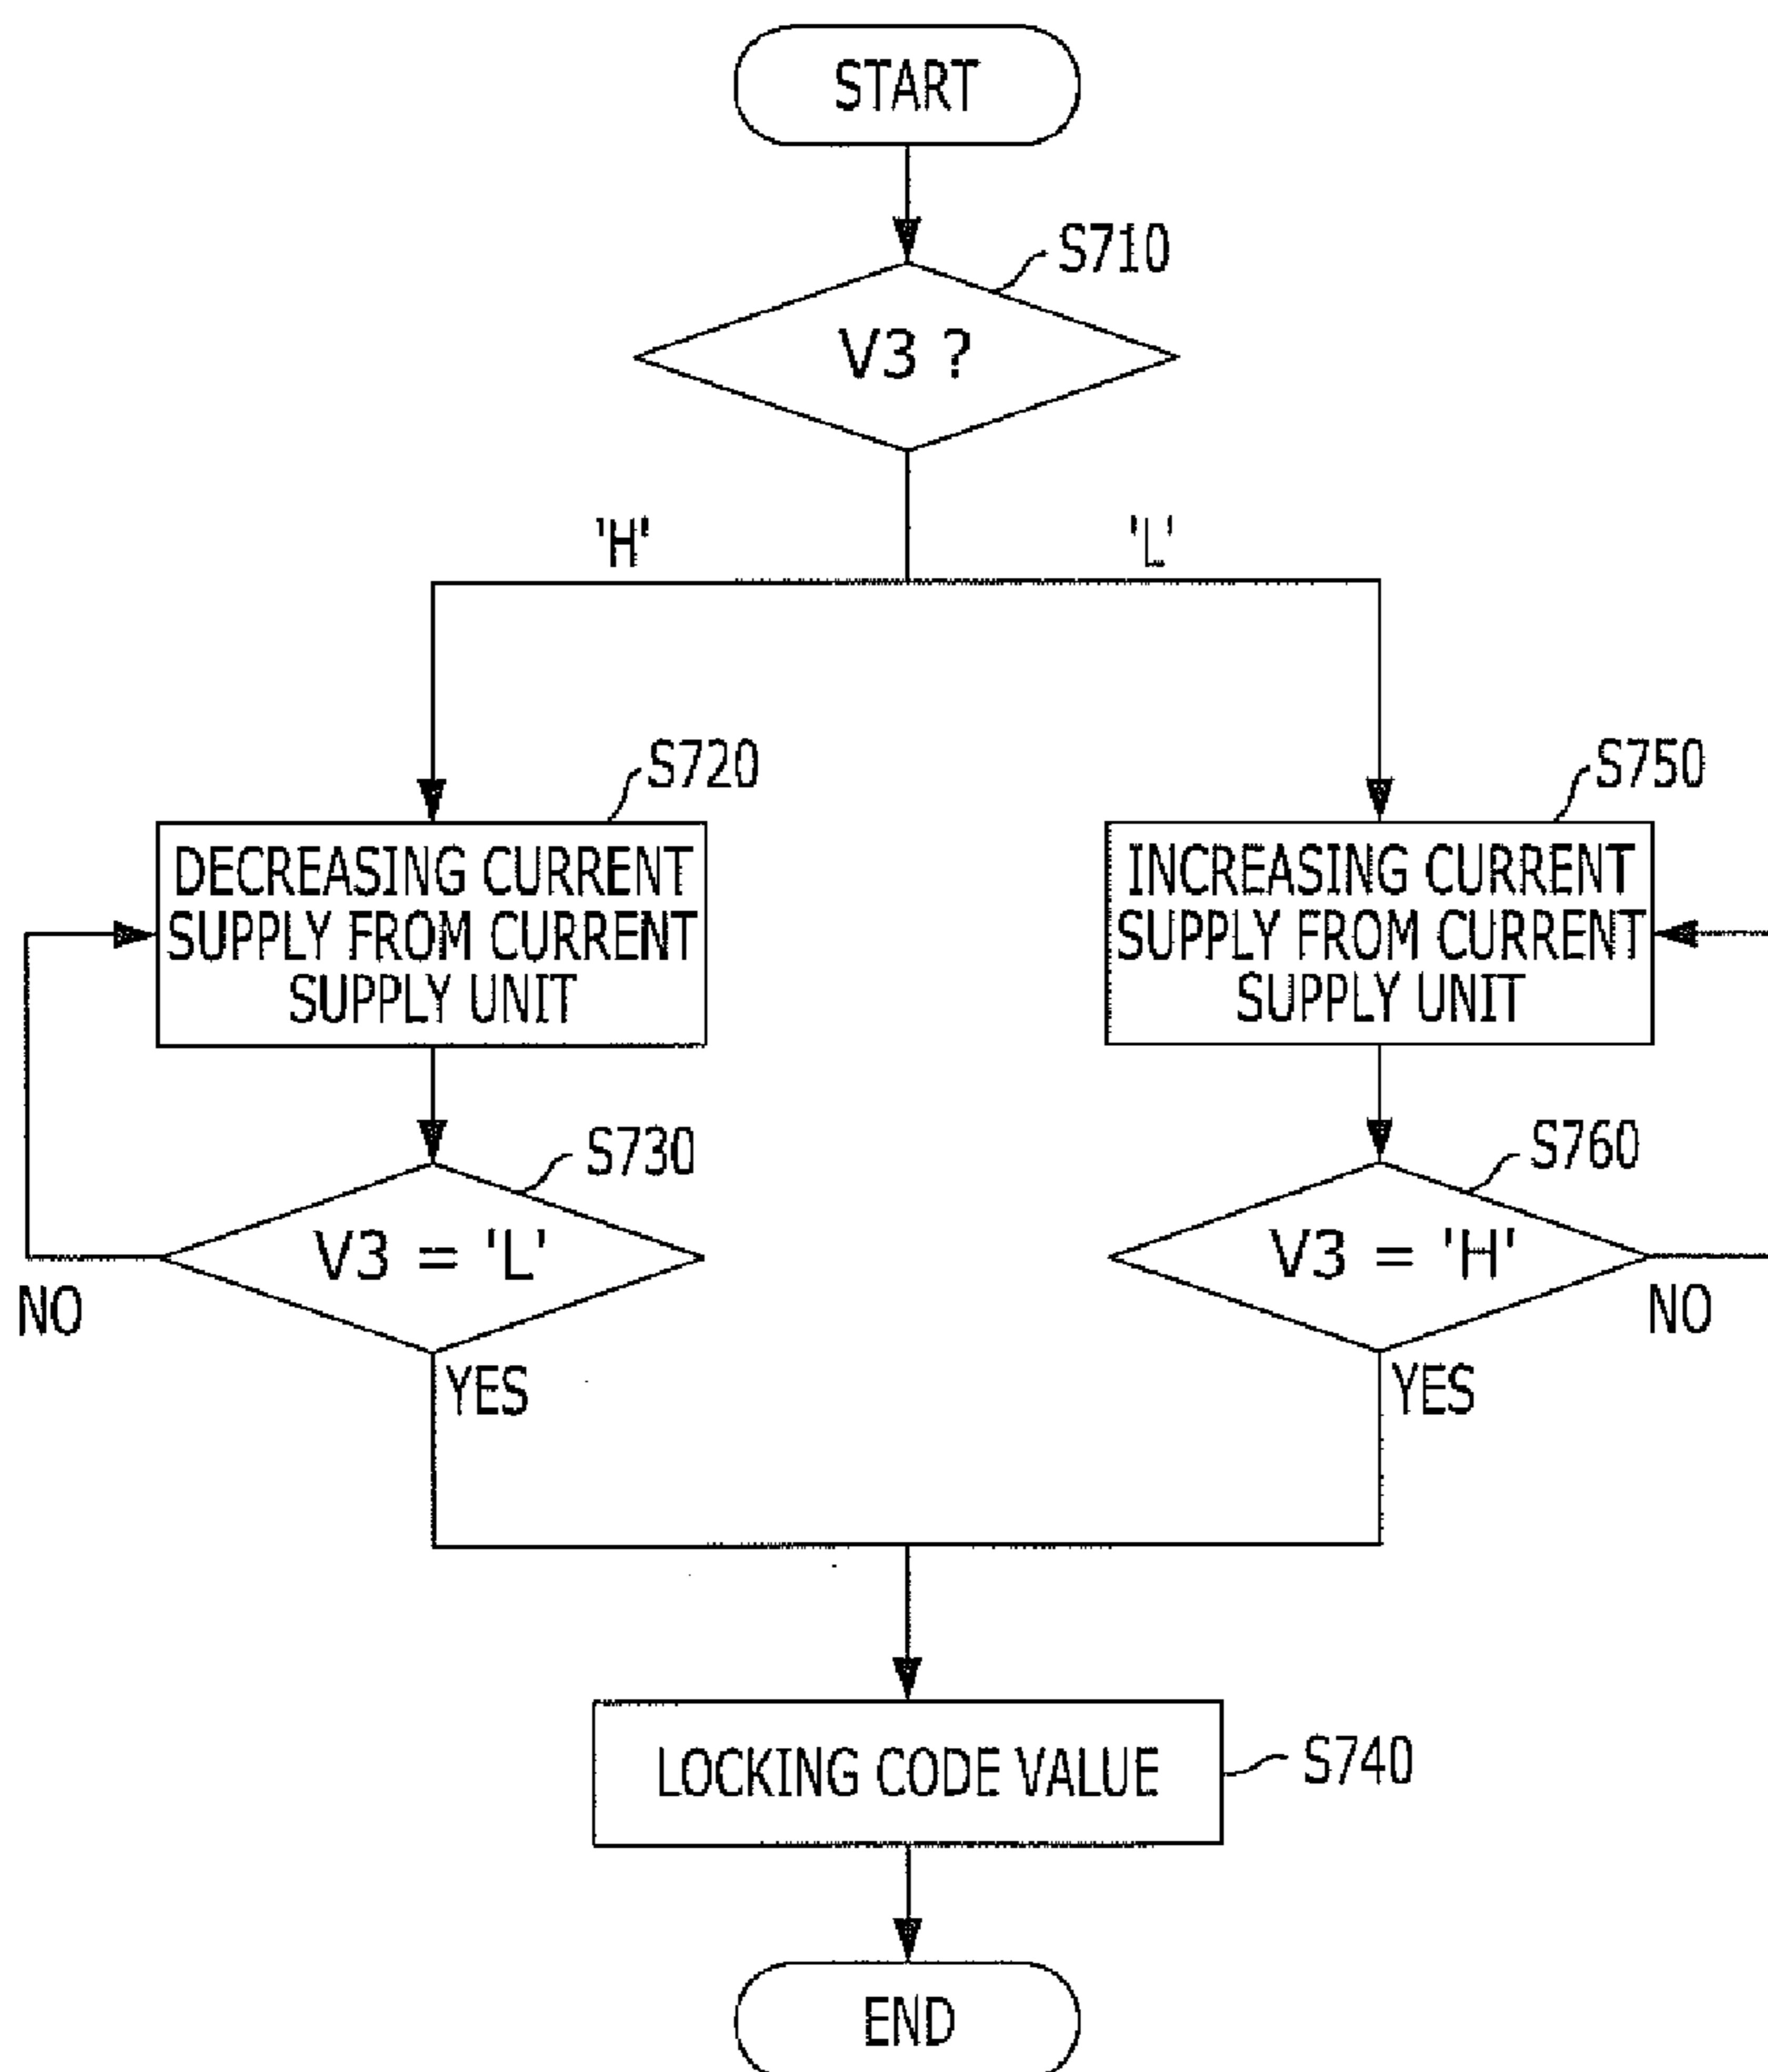 START
S710
V3 ?
'H'
'L'
S720
DECREASING CURRENT
SUPPLY FROM CURRENT
SUPPLY UNIT
S750
INCREASING CURRENT
SUPPLY FROM CURRENT
SUPPLY UNIT
S730
V3 = 'L'
NO
YES
S760
V3 = 'H'
NO
YES
LOCKING CODE VALUE
S740
END